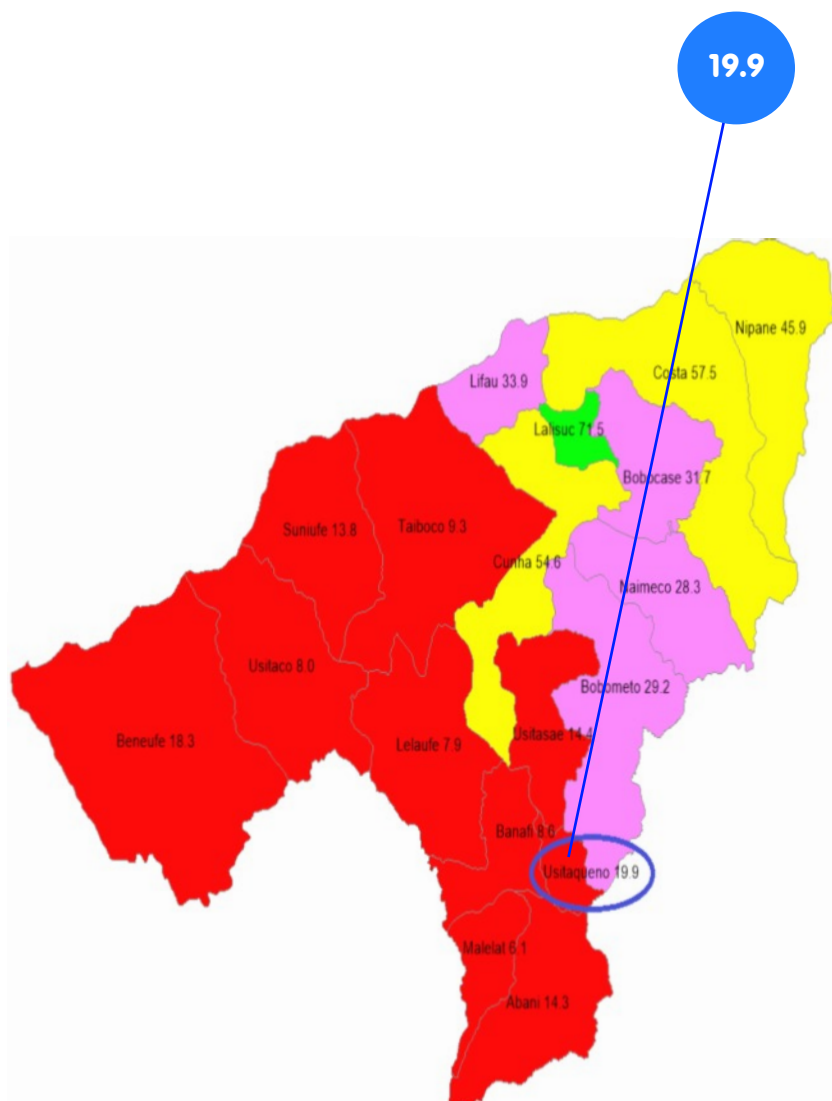 19.9
Nipane 45.9
Costa 57.5
Lifau 33.9
Lalisuc 71.5
Bobocase 31.7
Suniufe 13.8
Taiboco 9.3
Cunha 54.6
Naimeco 28.3
Usitaco 8.0
Bobometo 29.2
Beneufe 18.3
Lelaufe 7.9
Usitasae 14.4
Banafi 8.6
Usitaqueno 19.9
Malelat 6.1
Abani 14.3